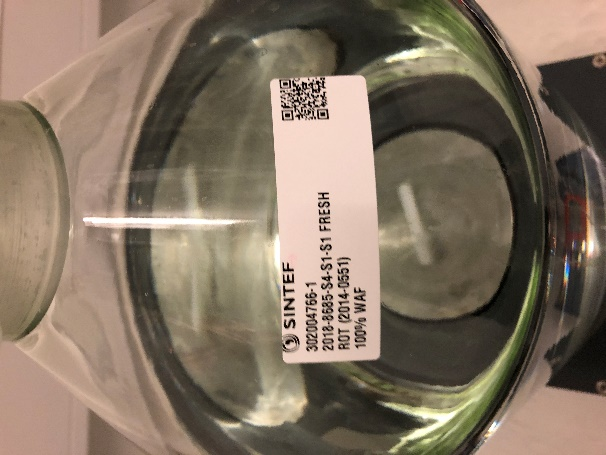 SINTEF
302004766-1
2018-8685-S4-S1-S1 FRESH
ROT (2014-0551)
100% WAF